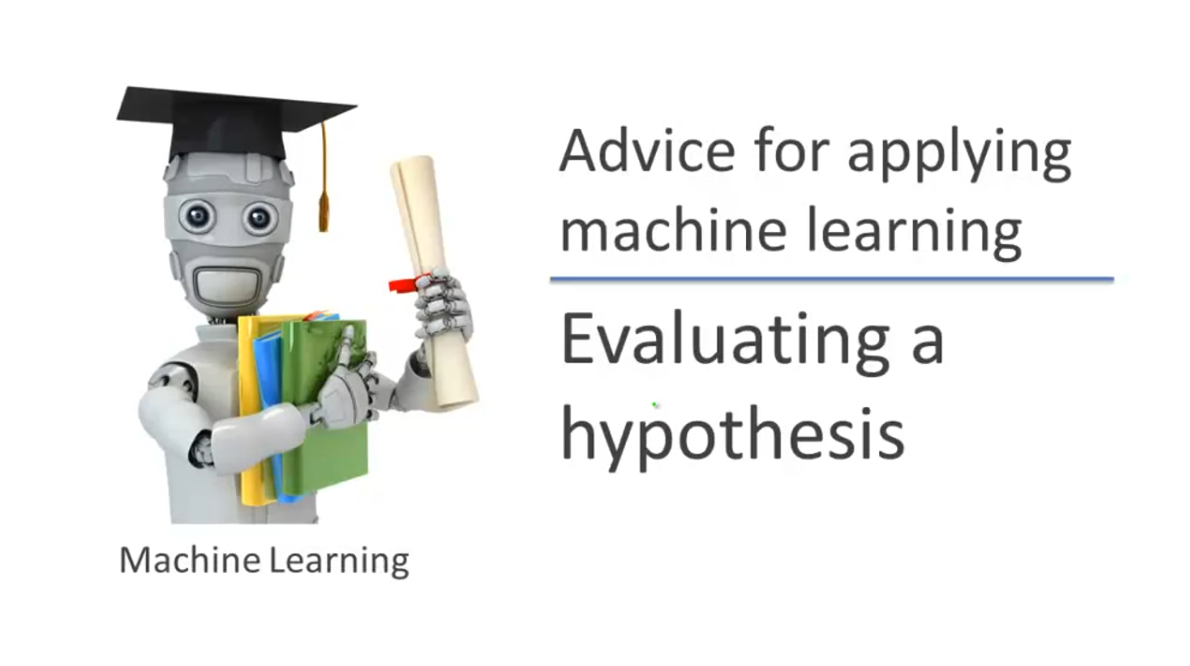 Advice for applying
machine learning
Evaluating a
hypothesis
Machine Learning